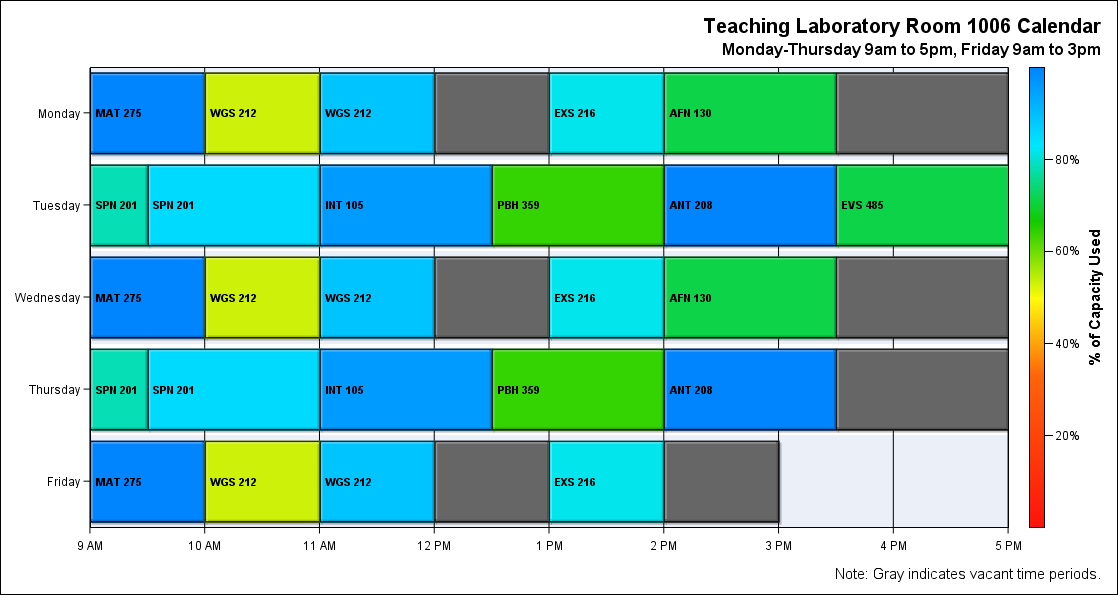 Teaching Laboratory Room 1006 Calendar
Monday-Thursday 9am to 5pm, Friday 9am to 3pm
Monday MAT 275 WGS 212 WGS 212 EXS 216 AFN 130
Tuesday SPN 201 SPN 201 INT 105 PBH 359 ANT 208 EVS 485
Wednesday MAT 275 WGS 212 WGS 212 EXS 216 AFN 130
Thursday SPN 201 SPN 201 INT 105 PBH 359 ANT 208
Friday MAT 275 WGS 212 WGS 212 EXS 216
9 AM 10 AM 11 AM 12 PM 1 PM 2 PM 3 PM 4 PM 5 PM
80%
60%
40%
20%
% of Capacity Used
Note: Gray indicates vacant time periods.